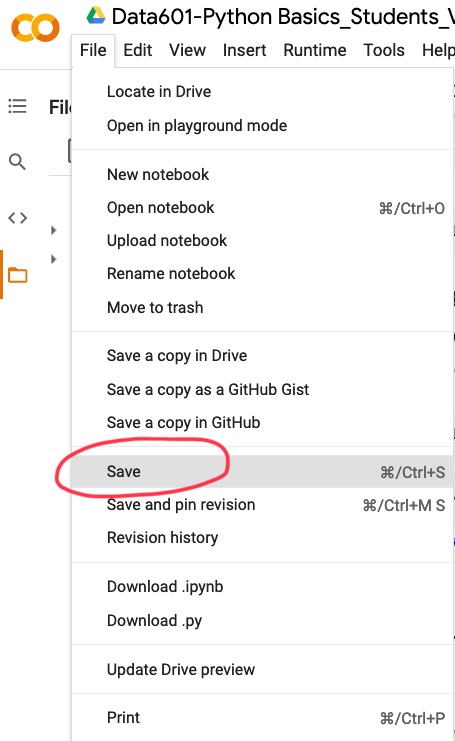 Data601-Python Basics_Students_V
File Edit View Insert Runtime Tools Help
Locate in Drive
Open in playground mode
New notebook
Open notebook ⌘/Ctrl+O
Upload notebook
Rename notebook
Move to trash
Save a copy in Drive
Save a copy as a GitHub Gist
Save a copy in GitHub
Save ⌘/Ctrl+S
Save and pin revision ⌘/Ctrl+M S
Revision history
Download .ipynb
Download .py
Update Drive preview
Print ⌘/Ctrl+P